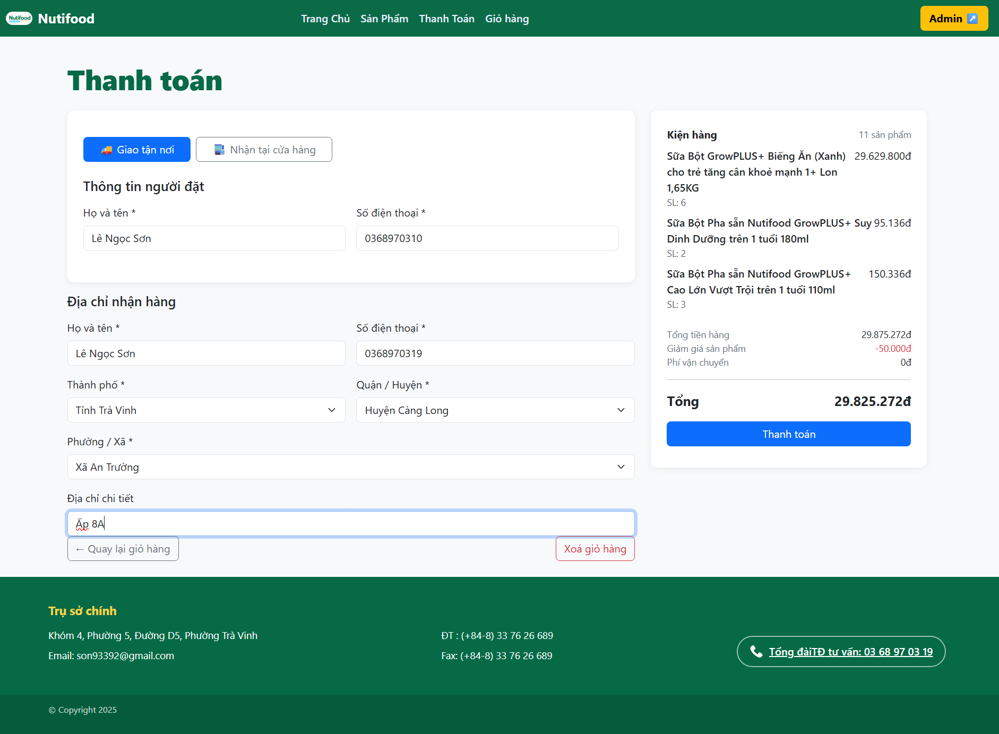 Nutifood
SWEDEN
Nutifood
Trang Chủ
Sản Phẩm
Thanh Toán
Giỏ hàng
Admin
Thanh toán
Giao tận nơi
Nhận tại cửa hàng
Thông tin người đặt
Họ và tên *
Số điện thoại *
Lê Ngọc Sơn
0368970310
Địa chỉ nhận hàng
Họ và tên *
Số điện thoại *
Lê Ngọc Sơn
0368970319
Thành phố *
Quận / Huyện *
Tỉnh Trà Vinh
Huyện Càng Long
Phường / Xã *
Xã An Trường
Địa chỉ chi tiết
Ấp 8A
← Quay lại giỏ hàng
Xoá giỏ hàng
Kiện hàng
11 sản phẩm
Sữa Bột GrowPLUS+ Biếng Ăn (Xanh) 29.629.800đ
cho trẻ tăng cân khoẻ mạnh 1+ Lon
1,65KG
SL: 6
Sữa Bột Pha sẵn Nutifood GrowPLUS+ Suy 95.136đ
Dinh Dưỡng trên 1 tuổi 180ml
SL: 2
Sữa Bột Pha sẵn Nutifood GrowPLUS+ 150.336đ
Cao Lớn Vượt Trội trên 1 tuổi 110ml
SL: 3
Tổng tiền hàng 29.875.272đ
Giảm giá sản phẩm -50.000đ
Phí vận chuyển 0đ
Tổng 29.825.272đ
Thanh toán
Trụ sở chính
Khóm 4, Phường 5, Đường D5, Phường Trà Vinh
Email: son93392@gmail.com
ĐT : (+84-8) 33 76 26 689
Fax: (+84-8) 33 76 26 689
Tổng đàiTĐ tư vấn: 03 68 97 03 19
© Copyright 2025